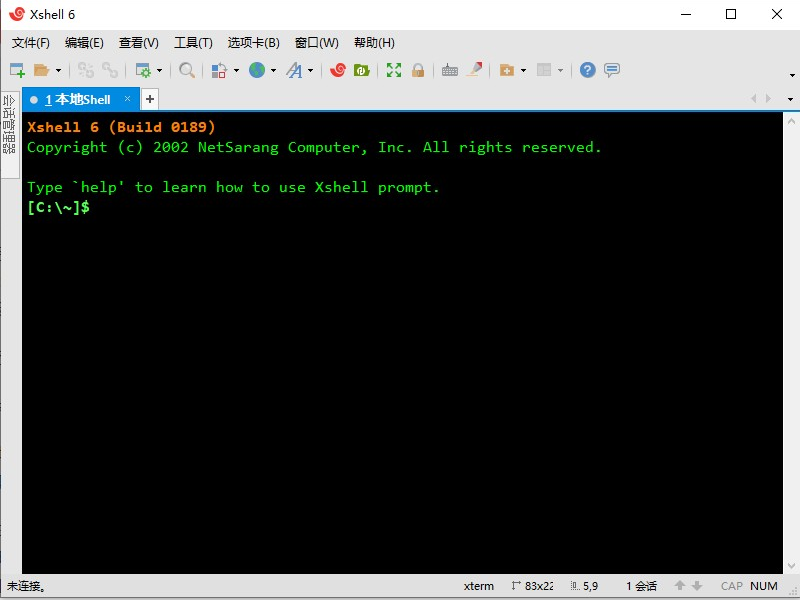 Xshell 6
文件(F) 编辑(E) 查看(V) 工具(T) 选项卡(B) 窗口(W) 帮助(H)
会话管理器
1 本地Shell × +
Xshell 6 (Build 0189)
Copyright (c) 2002 NetSarang Computer, Inc. All rights reserved.
Type `help' to learn how to use Xshell prompt.
[C:\~]$
未连接。 xterm 83x22 5,9 1 会话 CAP NUM